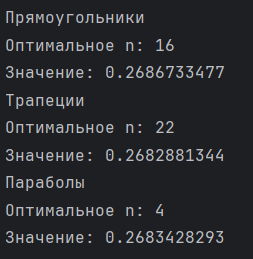 Прямоугольники
Оптимальное n: 16
Значение: 0.2686733477
Трапеции
Оптимальное n: 22
Значение: 0.2682881344
Параболы
Оптимальное n: 4
Значение: 0.2683428293